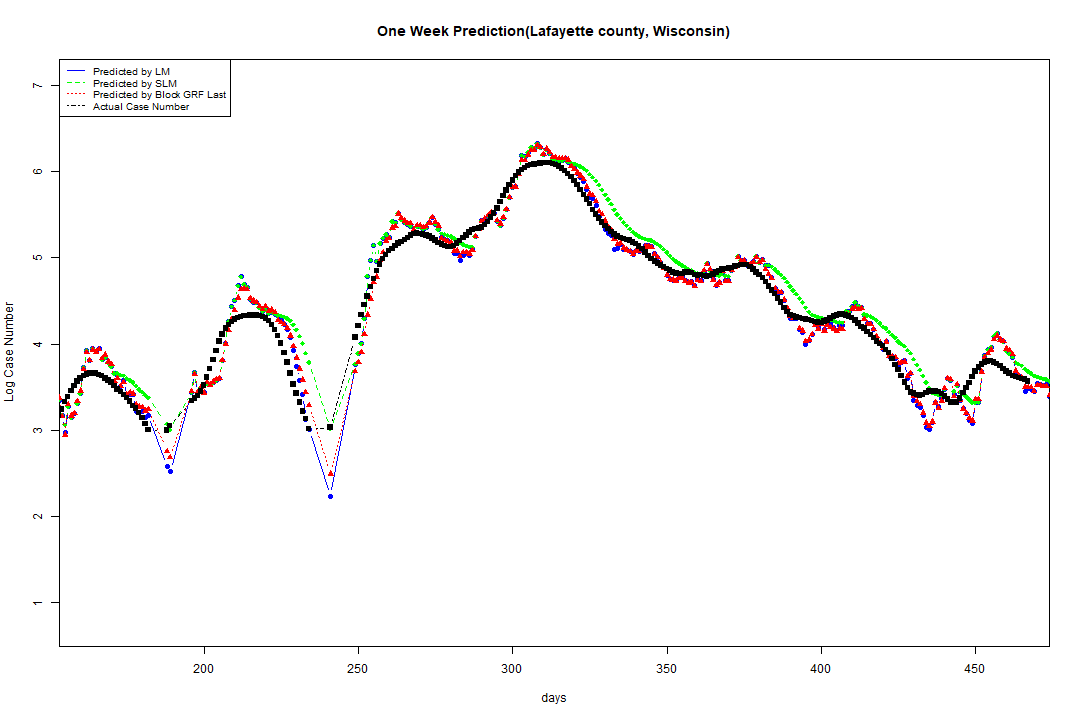 One Week Prediction(Lafayette county, Wisconsin)
Predicted by LM
Predicted by SLM
Predicted by Block GRF Last
Actual Case Number
Log Case Number
7
6
5
4
3
2
1
200 250 300 350 400 450
days